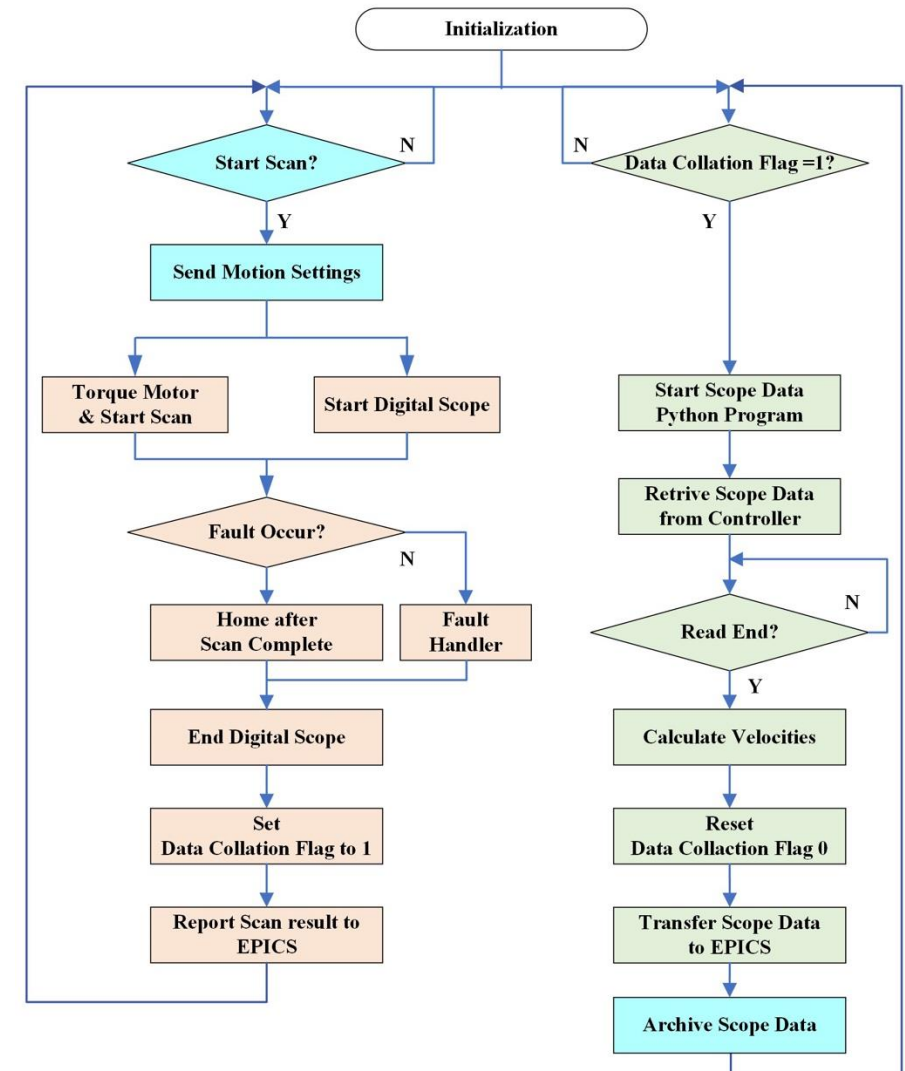 Initialization
Start Scan?
N
Y
Send Motion Settings
Torque Motor
& Start Scan
Start Digital Scope
Fault Occur?
N
Home after
Scan Complete
Fault
Handler
End Digital Scope
Set
Data Collation Flag to 1
Report Scan result to
EPICS
N
Data Collation Flag =1?
Y
Start Scope Data
Python Program
Retrive Scope Data
from Controller
N
Read End?
Y
Calculate Velocities
Reset
Data Collaction Flag 0
Transfer Scope Data
to EPICS
Archive Scope Data